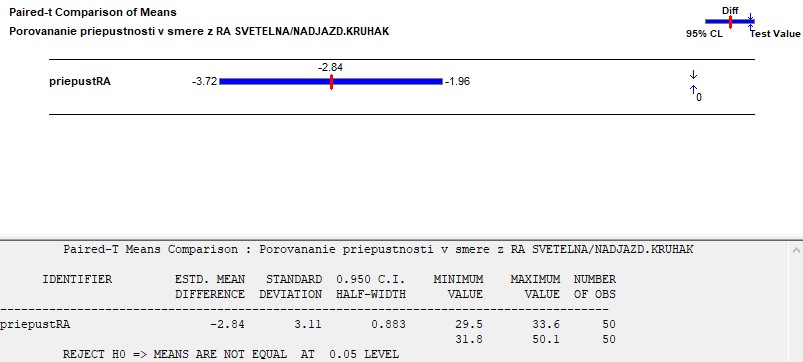 Paired-t Comparison of Means
Porovananie priepustnosti v smere z RA SVETELNA/NADJAZD.KRUHAK
Diff
95% CL Test Value
-2.84
priepustRA -3.72 -1.96
0
Paired-T Means Comparison : Porovananie priepustnosti v smere z RA SVETELNA/NADJAZD.KRUHAK
IDENTIFIER ESTD. MEAN STANDARD 0.950 C.I. MINIMUM MAXIMUM NUMBER
DIFFERENCE DEVIATION HALF-WIDTH VALUE VALUE OF OBS
priepustRA -2.84 3.11 0.883 29.5 33.6 50
31.8 50.1 50
REJECT H0 => MEANS ARE NOT EQUAL AT 0.05 LEVEL